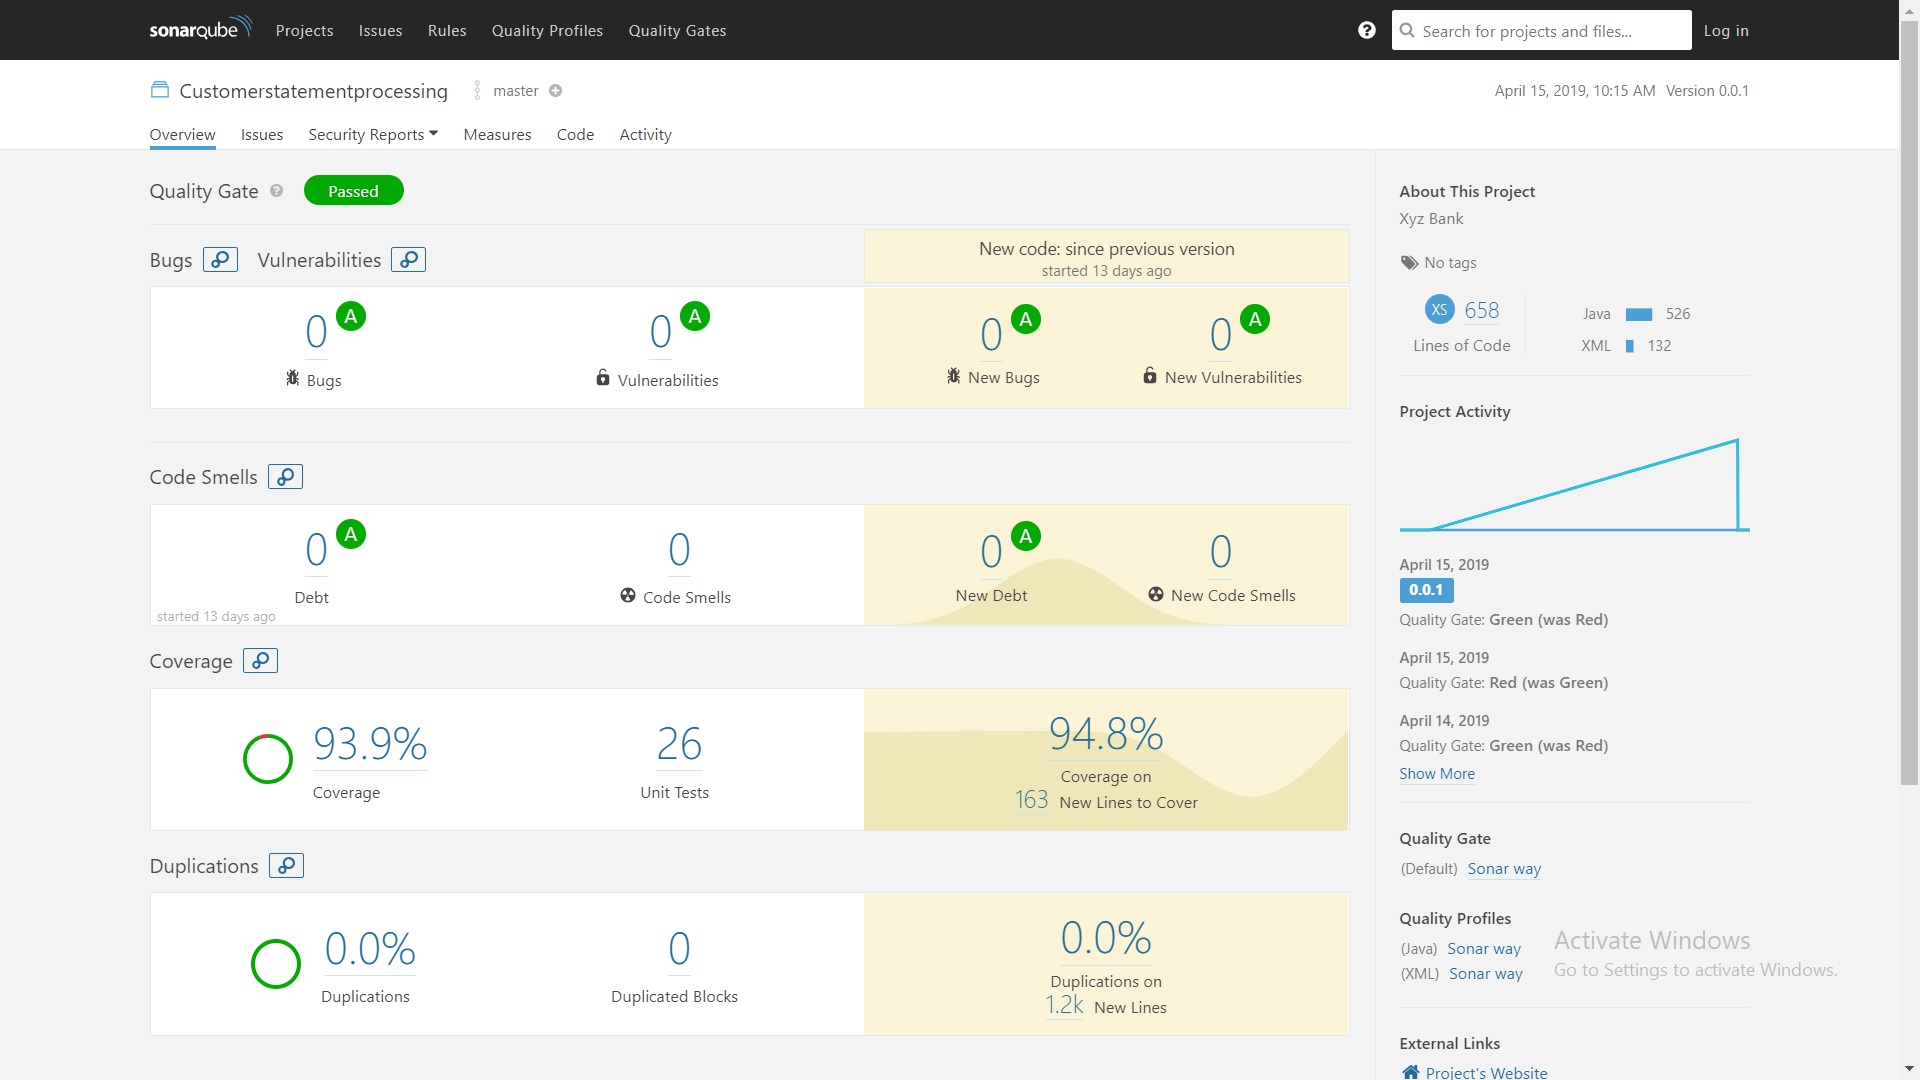 sonarqube Projects Issues Rules Quality Profiles Quality Gates Search for projects and files... Log in
Customerstatementprocessing master April 15, 2019, 10:15 AM Version 0.0.1
Overview Issues Security Reports Measures Code Activity
Quality Gate Passed
Bugs Vulnerabilities
New code: since previous version
started 13 days ago
0 A
Bugs
0 A
Vulnerabilities
0 A
New Bugs
0 A
New Vulnerabilities
Code Smells
0 A
Debt
started 13 days ago
0
Code Smells
0 A
New Debt
0
New Code Smells
Coverage
93.9%
Coverage
26
Unit Tests
94.8%
Coverage on
163 New Lines to Cover
Duplications
0.0%
Duplications
0
Duplicated Blocks
0.0%
Duplications on
1.2k New Lines
About This Project
Xyz Bank
No tags
XS 658
Lines of Code
Java 526
XML 132
Project Activity
April 15, 2019
0.0.1
Quality Gate: Green (was Red)
April 15, 2019
Quality Gate: Red (was Green)
April 14, 2019
Quality Gate: Green (was Red)
Show More
Quality Gate
(Default) Sonar way
Quality Profiles
(Java) Sonar way
(XML) Sonar way
Activate Windows
Go to Settings to activate Windows.
External Links
Project's Website